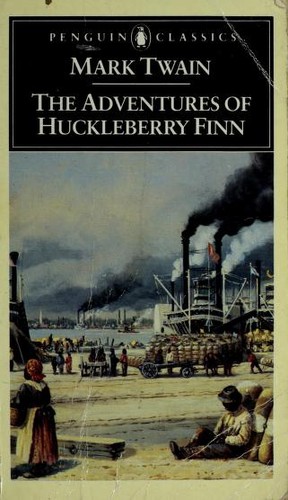 PENGUIN CLASSICS
MARK TWAIN
THE ADVENTURES OF
HUCKLEBERRY FINN